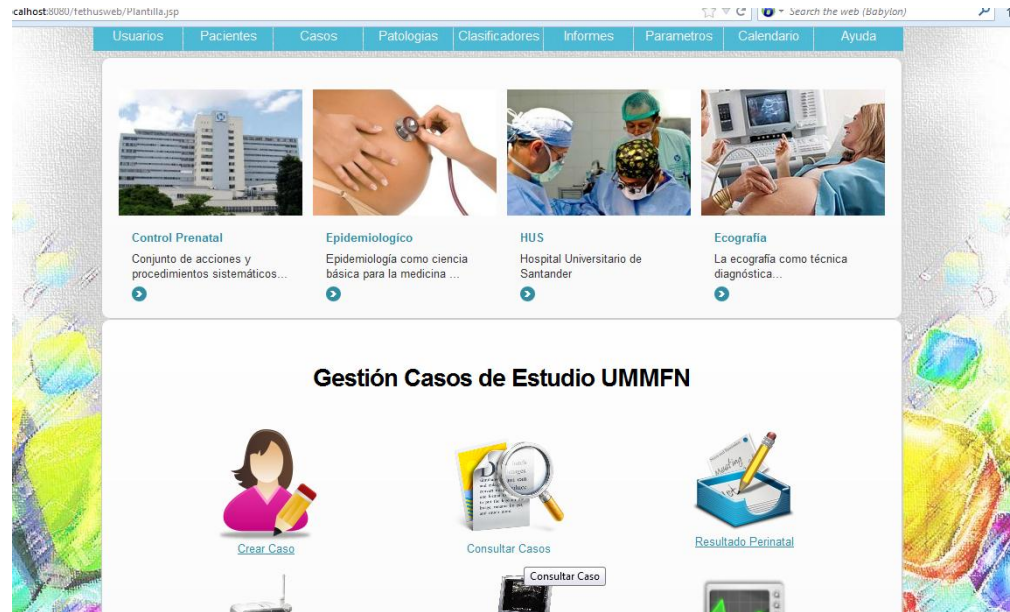 calhost:8080/tethusweb/Plantilla.jsp
Search the web (Babylon)
Usuarios Pacientes Casos Patologias Clasificadores Informes Parametros Calendario Ayuda
Control Prenatal
Conjunto de acciones y
procedimientos sistemáticos...
Epidemiologíco
Epidemiología como ciencia
básica para la medicina ...
HUS
Hospital Universitario de
Santander
Ecografía
La ecografía como técnica
diagnóstica...
Gestión Casos de Estudio UMMFN
Crear Caso
Consultar Casos
Resultado Perinatal
Consultar Caso